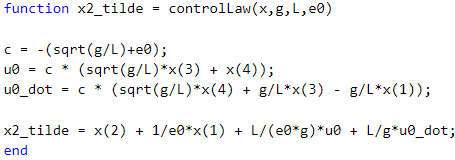 function x2_tilde = controlLaw(x,g,L,e0)
c = -(sqrt(g/L)+e0);
u0 = c * (sqrt(g/L)*x(3) + x(4));
u0_dot = c * (sqrt(g/L)*x(4) + g/L*x(3) - g/L*x(1));
x2_tilde = x(2) + 1/e0*x(1) + L/(e0*g)*u0 + L/g*u0_dot;
end